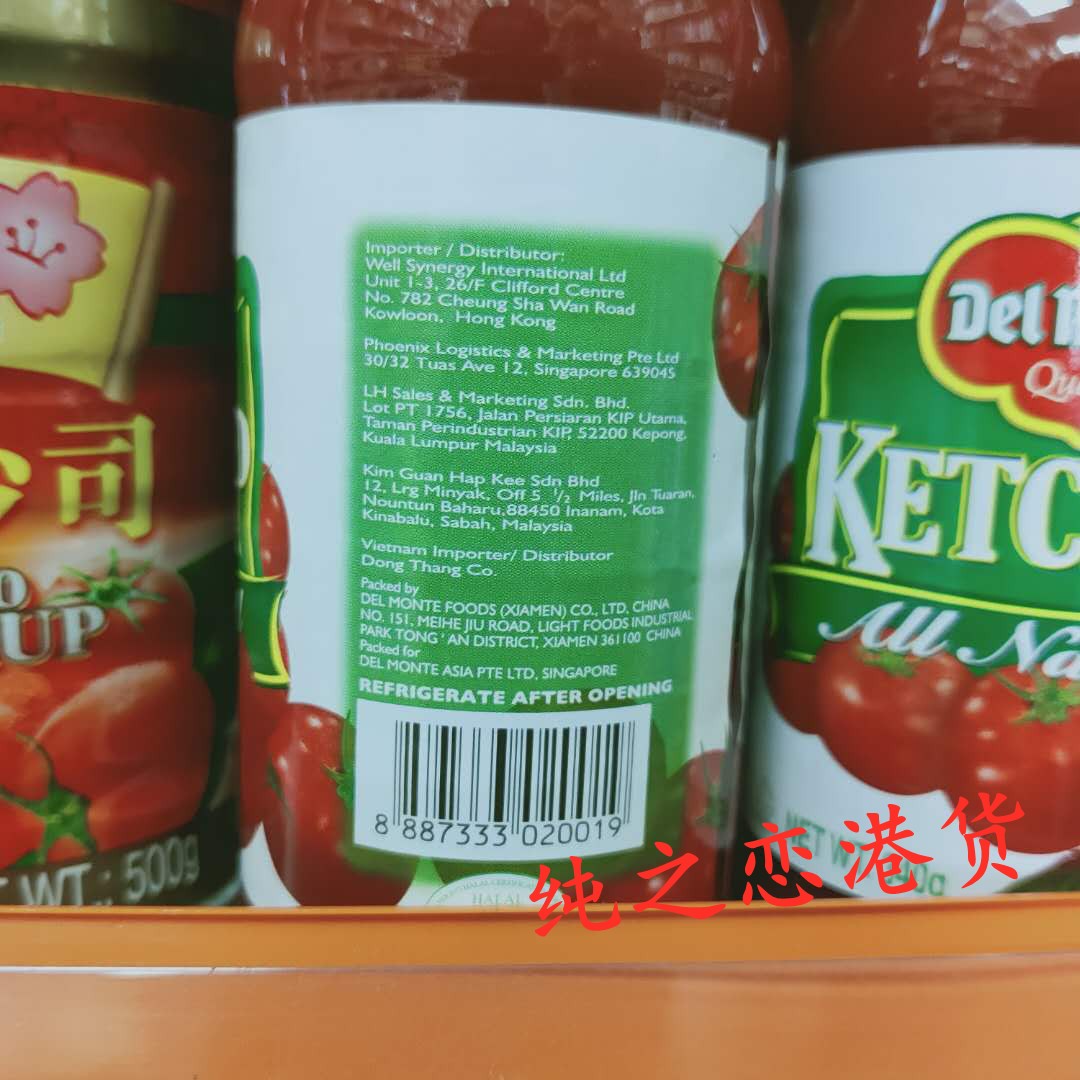 Importer / Distributor:
Well Synergy International Ltd
Unit 1-3, 26/F Clifford Centre
No. 782 Cheung Sha Wan Road
Kowloon, Hong Kong
Phoenix Logistics & Marketing Pte Ltd
30/32 Tuas Ave 12, Singapore 639045
LH Sales & Marketing Sdn. Bhd.
Lot PT 1756, Jalan Persiaran KIP Utama,
Taman Perindustrian KIP, 52200 Kepong,
Kuala Lumpur Malaysia
Kim Guan Hap Kee Sdn Bhd
12, Lrg Minyak, Off 5 ½ Miles, Jln Tuaran,
Nountun Baharu,88450 Inanam, Kota
Kinabalu, Sabah, Malaysia
Vietnam Importer/ Distributor
Dong Thang Co.
Packed by
DEL MONTE FOODS (XIAMEN) CO., LTD, CHINA
NO. 151, MEIHE JIU ROAD, LIGHT FOODS INDUSTRIAL
PARK TONG ' AN DISTRICT, XIAMEN 361100 CHINA
Packed for
DEL MONTE ASIA PTE LTD, SINGAPORE
REFRIGERATE AFTER OPENING
8 887333 020019
HALAL
司
UP
WT.: 500g
Del
KETC
All Na
NET W
纯之恋港货